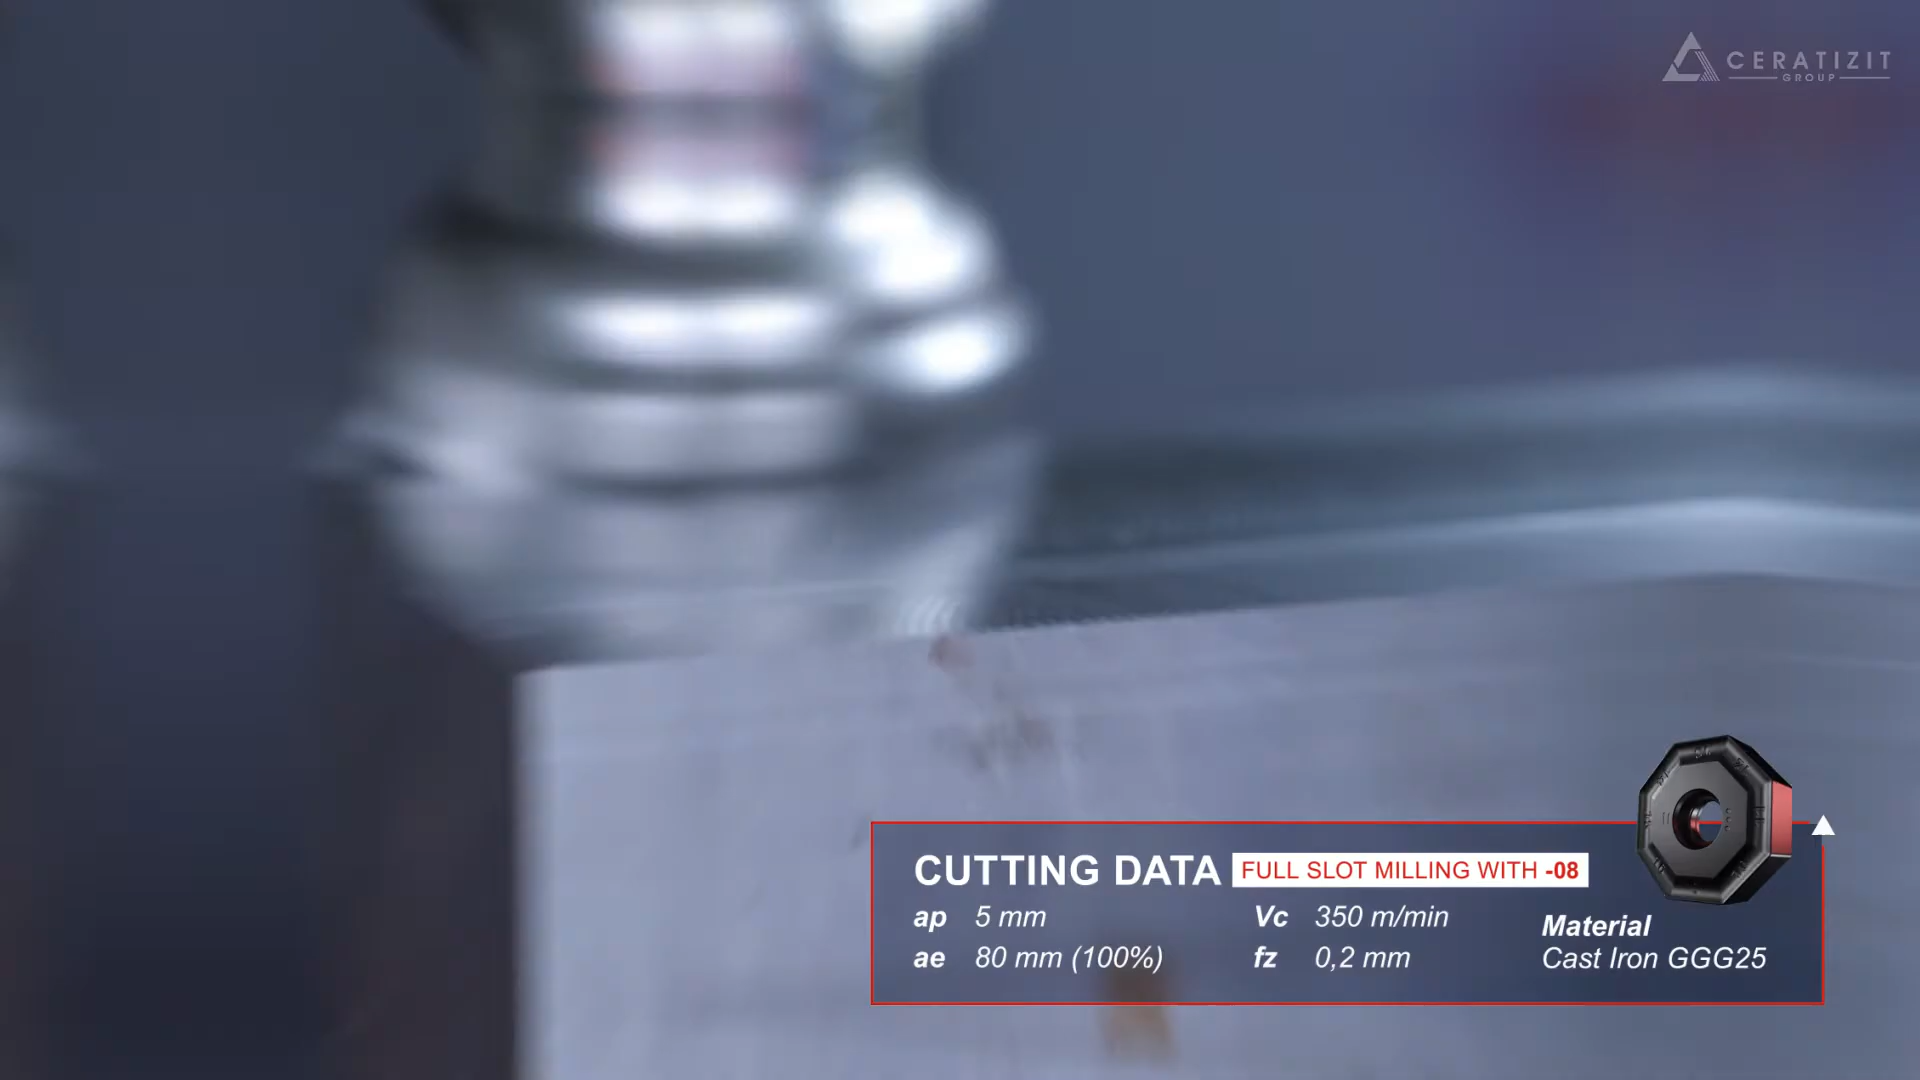 CERATIZIT
GROUP
CUTTING DATA FULL SLOT MILLING WITH -08
ap 5 mm Vc 350 m/min
ae 80 mm (100%) fz 0,2 mm
Material
Cast Iron GGG25